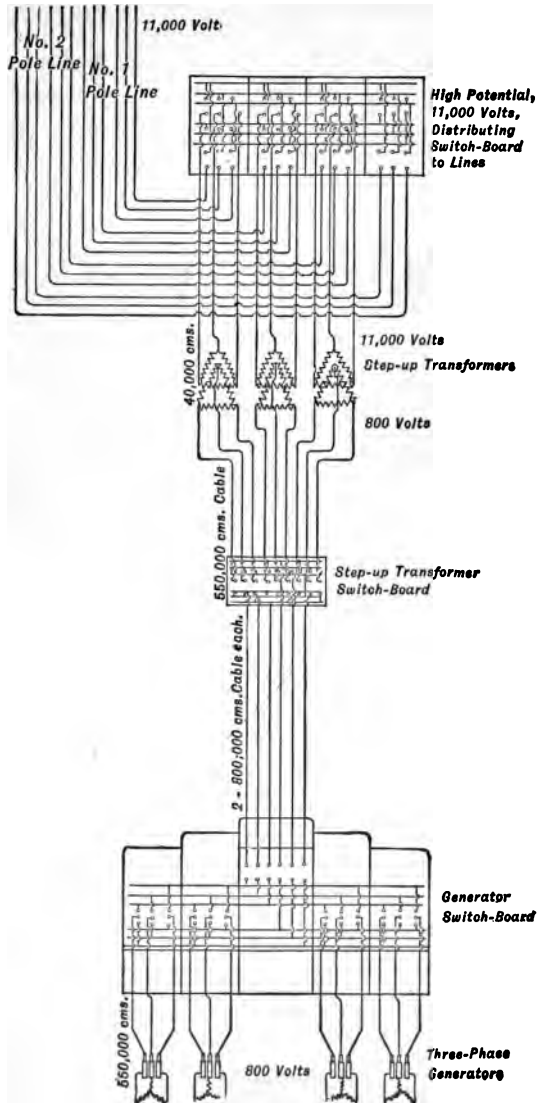 11,000 Volts
No. 2
Pole Line
No. 1
Pole Line
High Potential,
11,000 Volts,
Distributing
Switch-Board
to Lines
40,000 cms.
11,000 Volts
Step-up Transformers
800 Volts
550,000 cms. Cable
Step-up Transformer
Switch-Board
2 - 800,000 cms. Cable each.
Generator
Switch-Board
550,000 cms.
800 Volts
Three-Phase
Generators